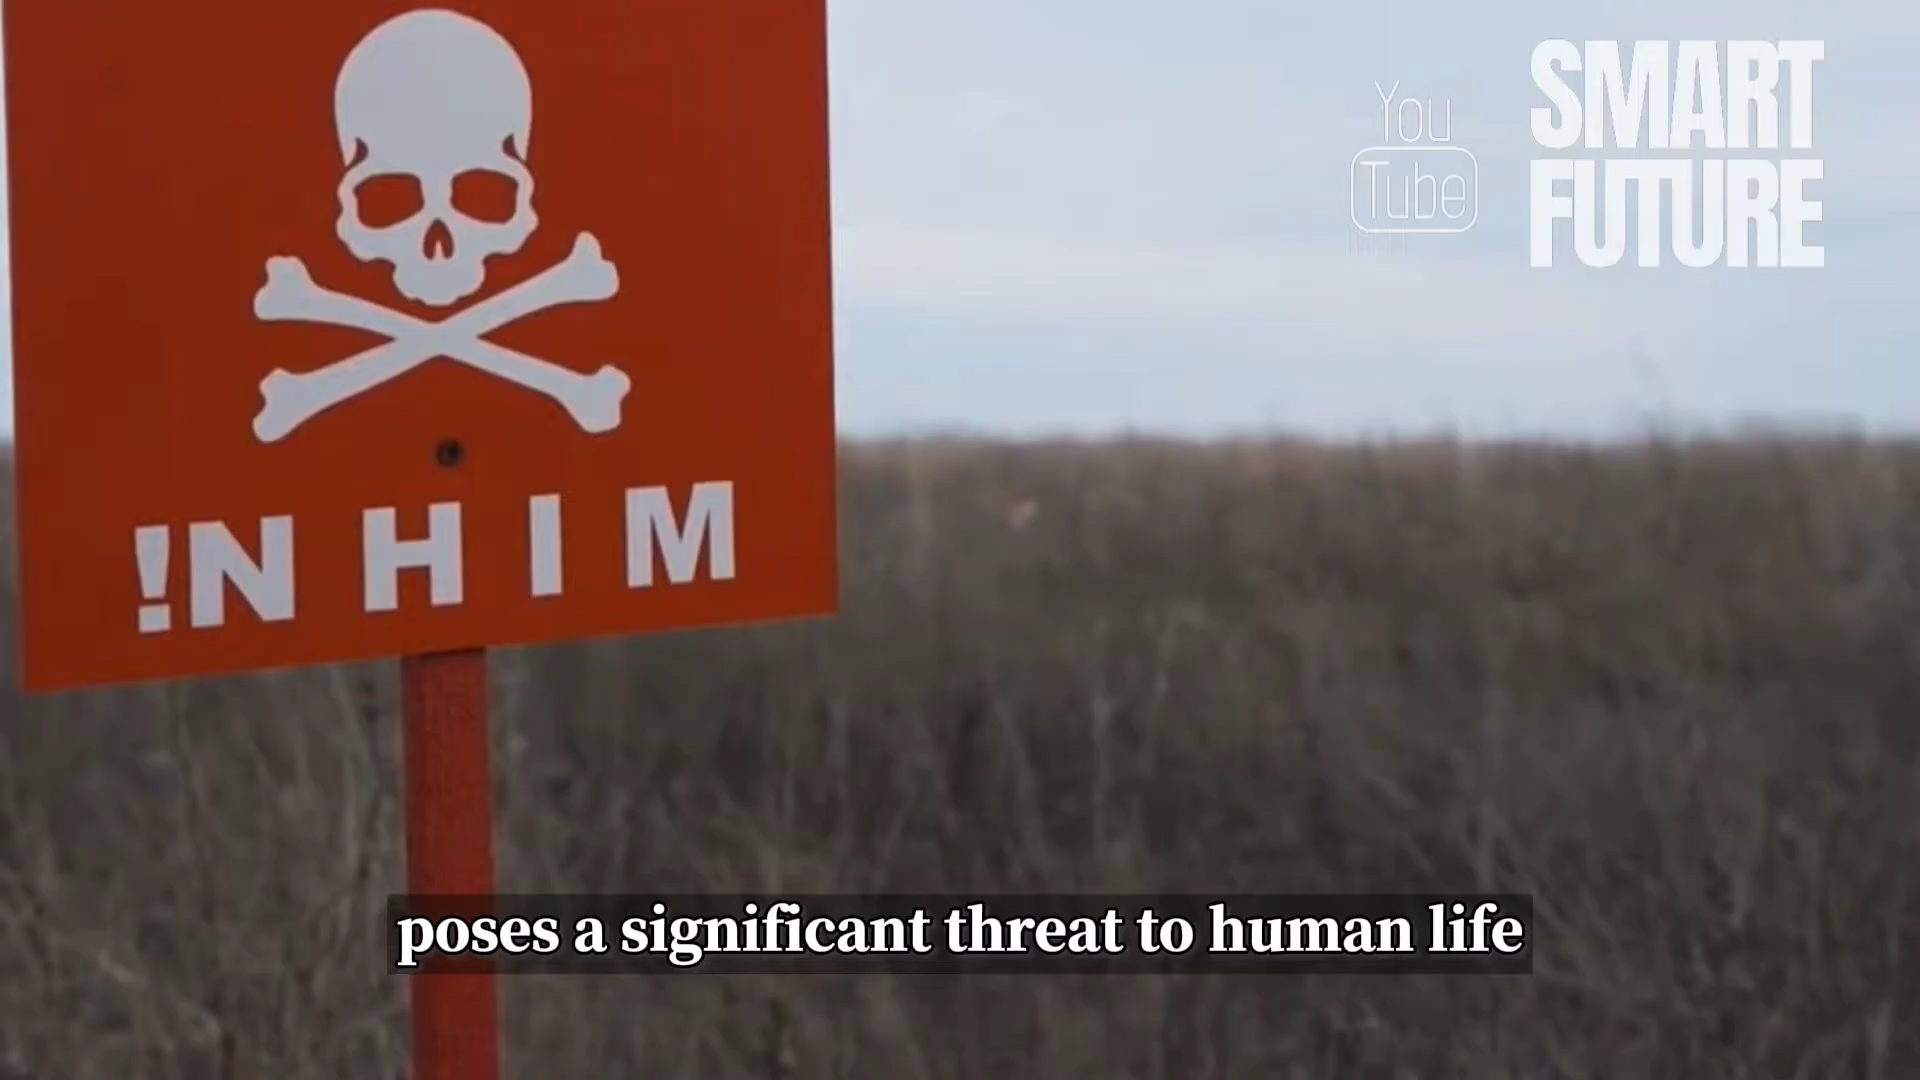 You
Tube
SMART
FUTURE
!NHIM
poses a significant threat to human life